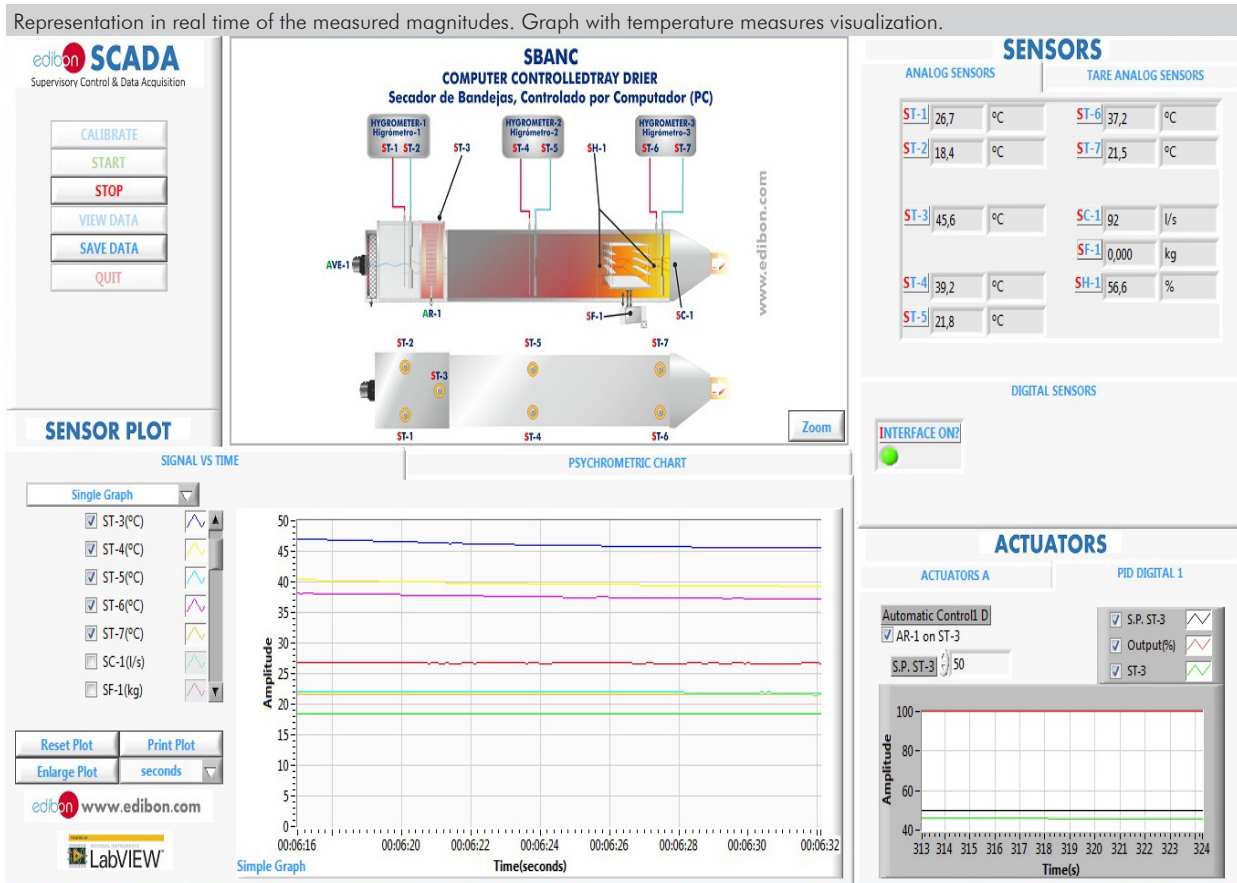 Representation in real time of the measured magnitudes. Graph with temperature measures visualization.
edibon SCADA
Supervisory Control & Data Acquisition
CALIBRATE
START
STOP
VIEW DATA
SAVE DATA
QUIT
SBANC
COMPUTER CONTROLLEDTRAY DRIER
Secador de Bandejas, Controlado por Computador (PC)
HYGROMETER-1 HYGROMETER-2 HYGROMETER-3
Higrómetro-1 Higrómetro-2 Higrómetro-3
ST-1 ST-2 ST-3 ST-4 ST-5 SH-1 ST-6 ST-7
AVE-1
AR-1 SF-1 SC-1
www.edibon.com
ST-2 ST-5 ST-7
ST-3
ST-1 ST-4 ST-6
Zoom
SENSORS
ANALOG SENSORS TARE ANALOG SENSORS
ST-1 26,7 ºC ST-6 37,2 ºC
ST-2 18,4 ºC ST-7 21,5 ºC
ST-3 45,6 ºC SC-1 92 l/s
SF-1 0,000 kg
ST-4 39,2 ºC SH-1 56,6 %
ST-5 21,8 ºC
DIGITAL SENSORS
INTERFACE ON?
SENSOR PLOT
SIGNAL VS TIME PSYCHROMETRIC CHART
Single Graph
ST-3(ºC)
ST-4(ºC)
ST-5(ºC)
ST-6(ºC)
ST-7(ºC)
SC-1(l/s)
SF-1(kg)
Reset Plot Print Plot
Enlarge Plot seconds
edibon www.edibon.com
LabVIEW
50
45
40
35
30
25
20
15
10
5
0
Amplitude
00:06:16 00:06:20 00:06:22 00:06:24 00:06:26 00:06:28 00:06:30 00:06:32
Simple Graph Time(seconds)
ACTUATORS
ACTUATORS A PID DIGITAL 1
Automatic Control1 D
AR-1 on ST-3
S.P. ST-3 50
S.P. ST-3
Output(%)
ST-3
100
80
60
40
Amplitude
313 314 315 316 317 318 319 320 321 322 323 324
Time(s)